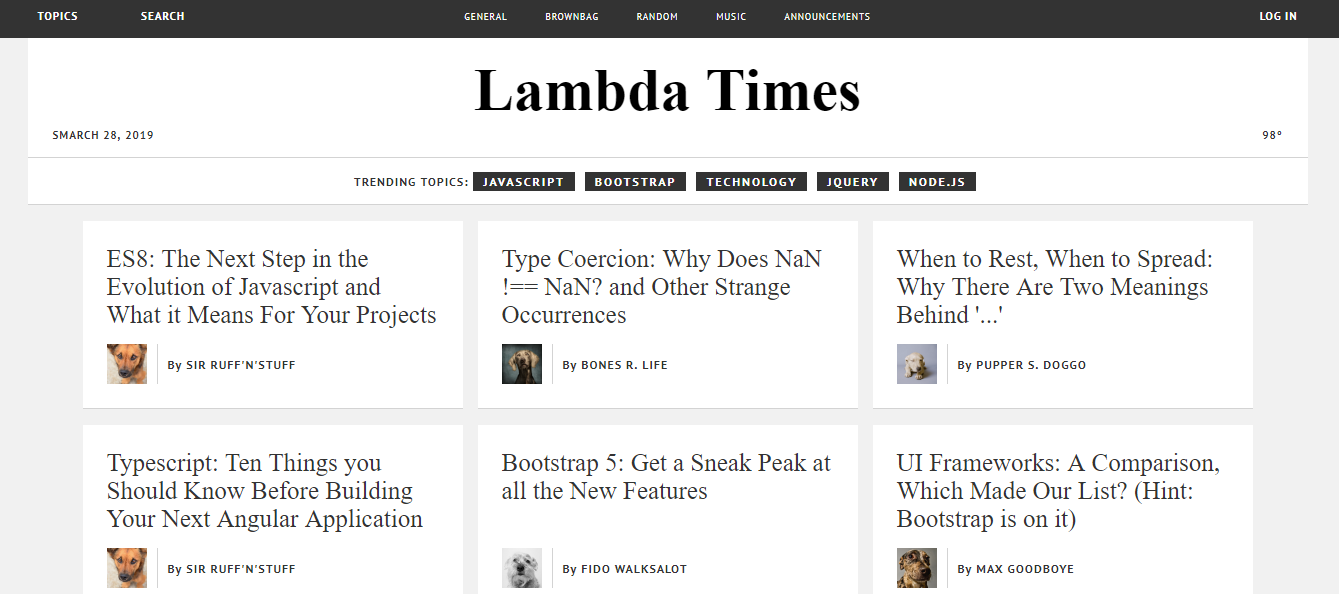 TOPICS SEARCH GENERAL BROWNBAG RANDOM MUSIC ANNOUNCEMENTS LOG IN
Lambda Times
SMARCH 28, 2019 98°
TRENDING TOPICS: JAVASCRIPT BOOTSTRAP TECHNOLOGY JQUERY NODE.JS
ES8: The Next Step in the
Evolution of Javascript and
What it Means For Your Projects
By SIR RUFF'N'STUFF
Type Coercion: Why Does NaN
!== NaN? and Other Strange
Occurrences
By BONES R. LIFE
When to Rest, When to Spread:
Why There Are Two Meanings
Behind '...'
By PUPPER S. DOGGO
Typescript: Ten Things you
Should Know Before Building
Your Next Angular Application
By SIR RUFF'N'STUFF
Bootstrap 5: Get a Sneak Peak at
all the New Features
By FIDO WALKSALOT
UI Frameworks: A Comparison,
Which Made Our List? (Hint:
Bootstrap is on it)
By MAX GOODBOYE